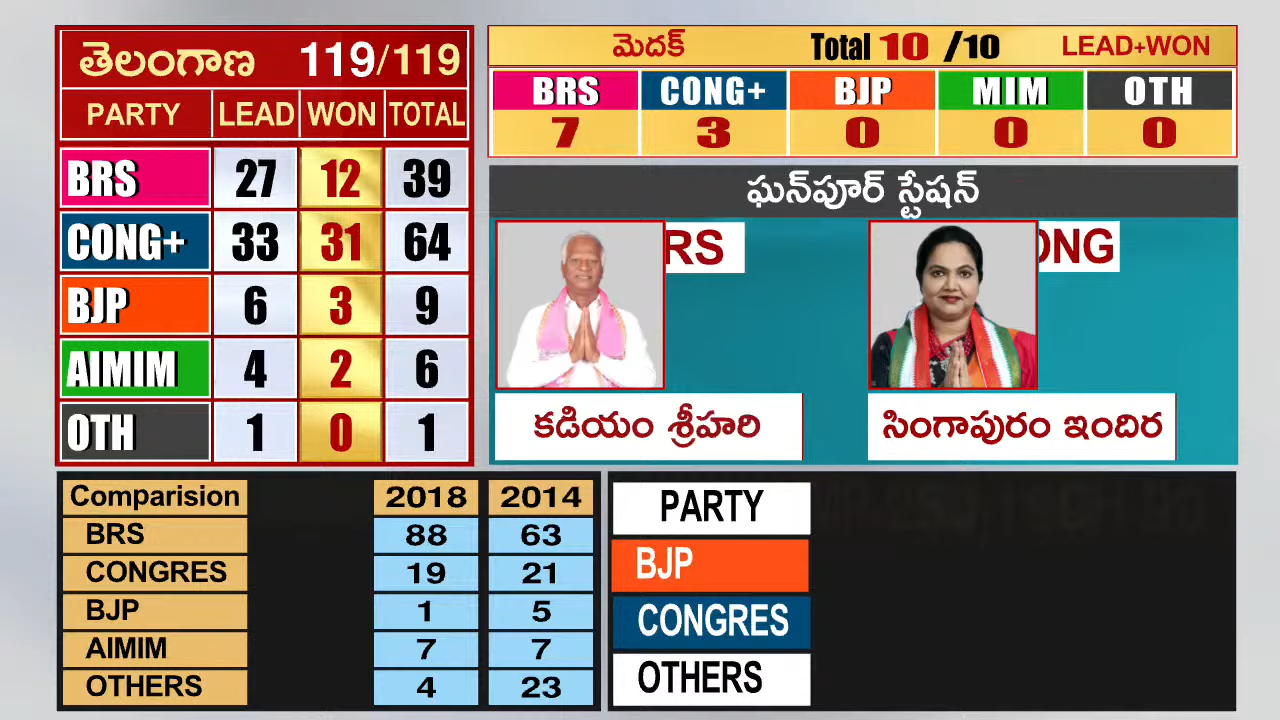 తెలంగాణ 119/119
PARTY LEAD WON TOTAL
BRS 27 12 39
CONG+ 33 31 64
BJP 6 3 9
AIMIM 4 2 6
OTH 1 0 1
మెదక్ Total 10 /10 LEAD+WON
BRS CONG+ BJP MIM OTH
7 3 0 0 0
ఘన్‌పూర్ స్టేషన్
RS ONG
కడియం శ్రీహరి సింగాపురం ఇందిర
Comparision 2018 2014
BRS 88 63
CONGRES 19 21
BJP 1 5
AIMIM 7 7
OTHERS 4 23
PARTY
BJP
CONGRES
OTHERS